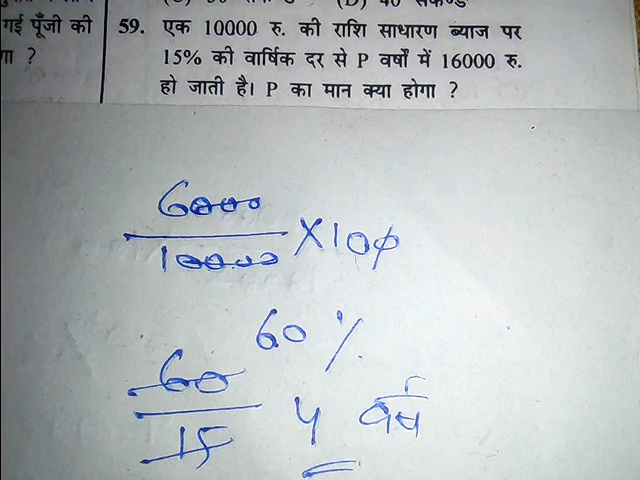 गई पूँजी की
गा ?
(D) 40 सेकण्ड
59. एक 10000 रु. की राशि साधारण ब्याज पर
15% की वार्षिक दर से P वर्षों में 16000 रु.
हो जाती है। P का मान क्या होगा ?
6000
10000 ×100
60 %
60
15 4 वर्ष